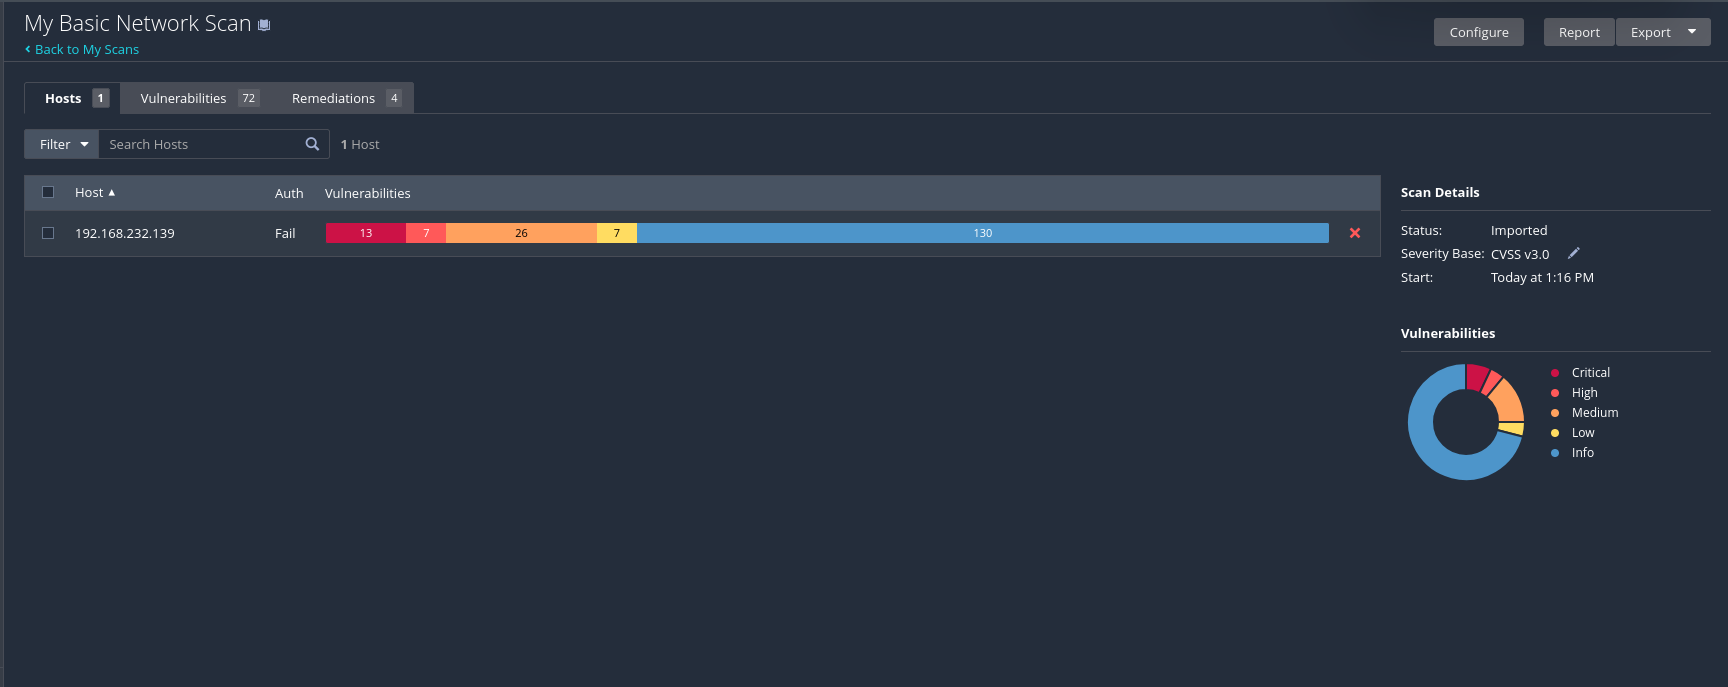 My Basic Network Scan
Back to My Scans
Configure
Report
Export
Hosts 1
Vulnerabilities 72
Remediations 4
Filter
Search Hosts
1 Host
Host
Auth
Vulnerabilities
192.168.232.139
Fail
13
7
26
7
130
Scan Details
Status: Imported
Severity Base: CVSS v3.0
Start: Today at 1:16 PM
Vulnerabilities
Critical
High
Medium
Low
Info